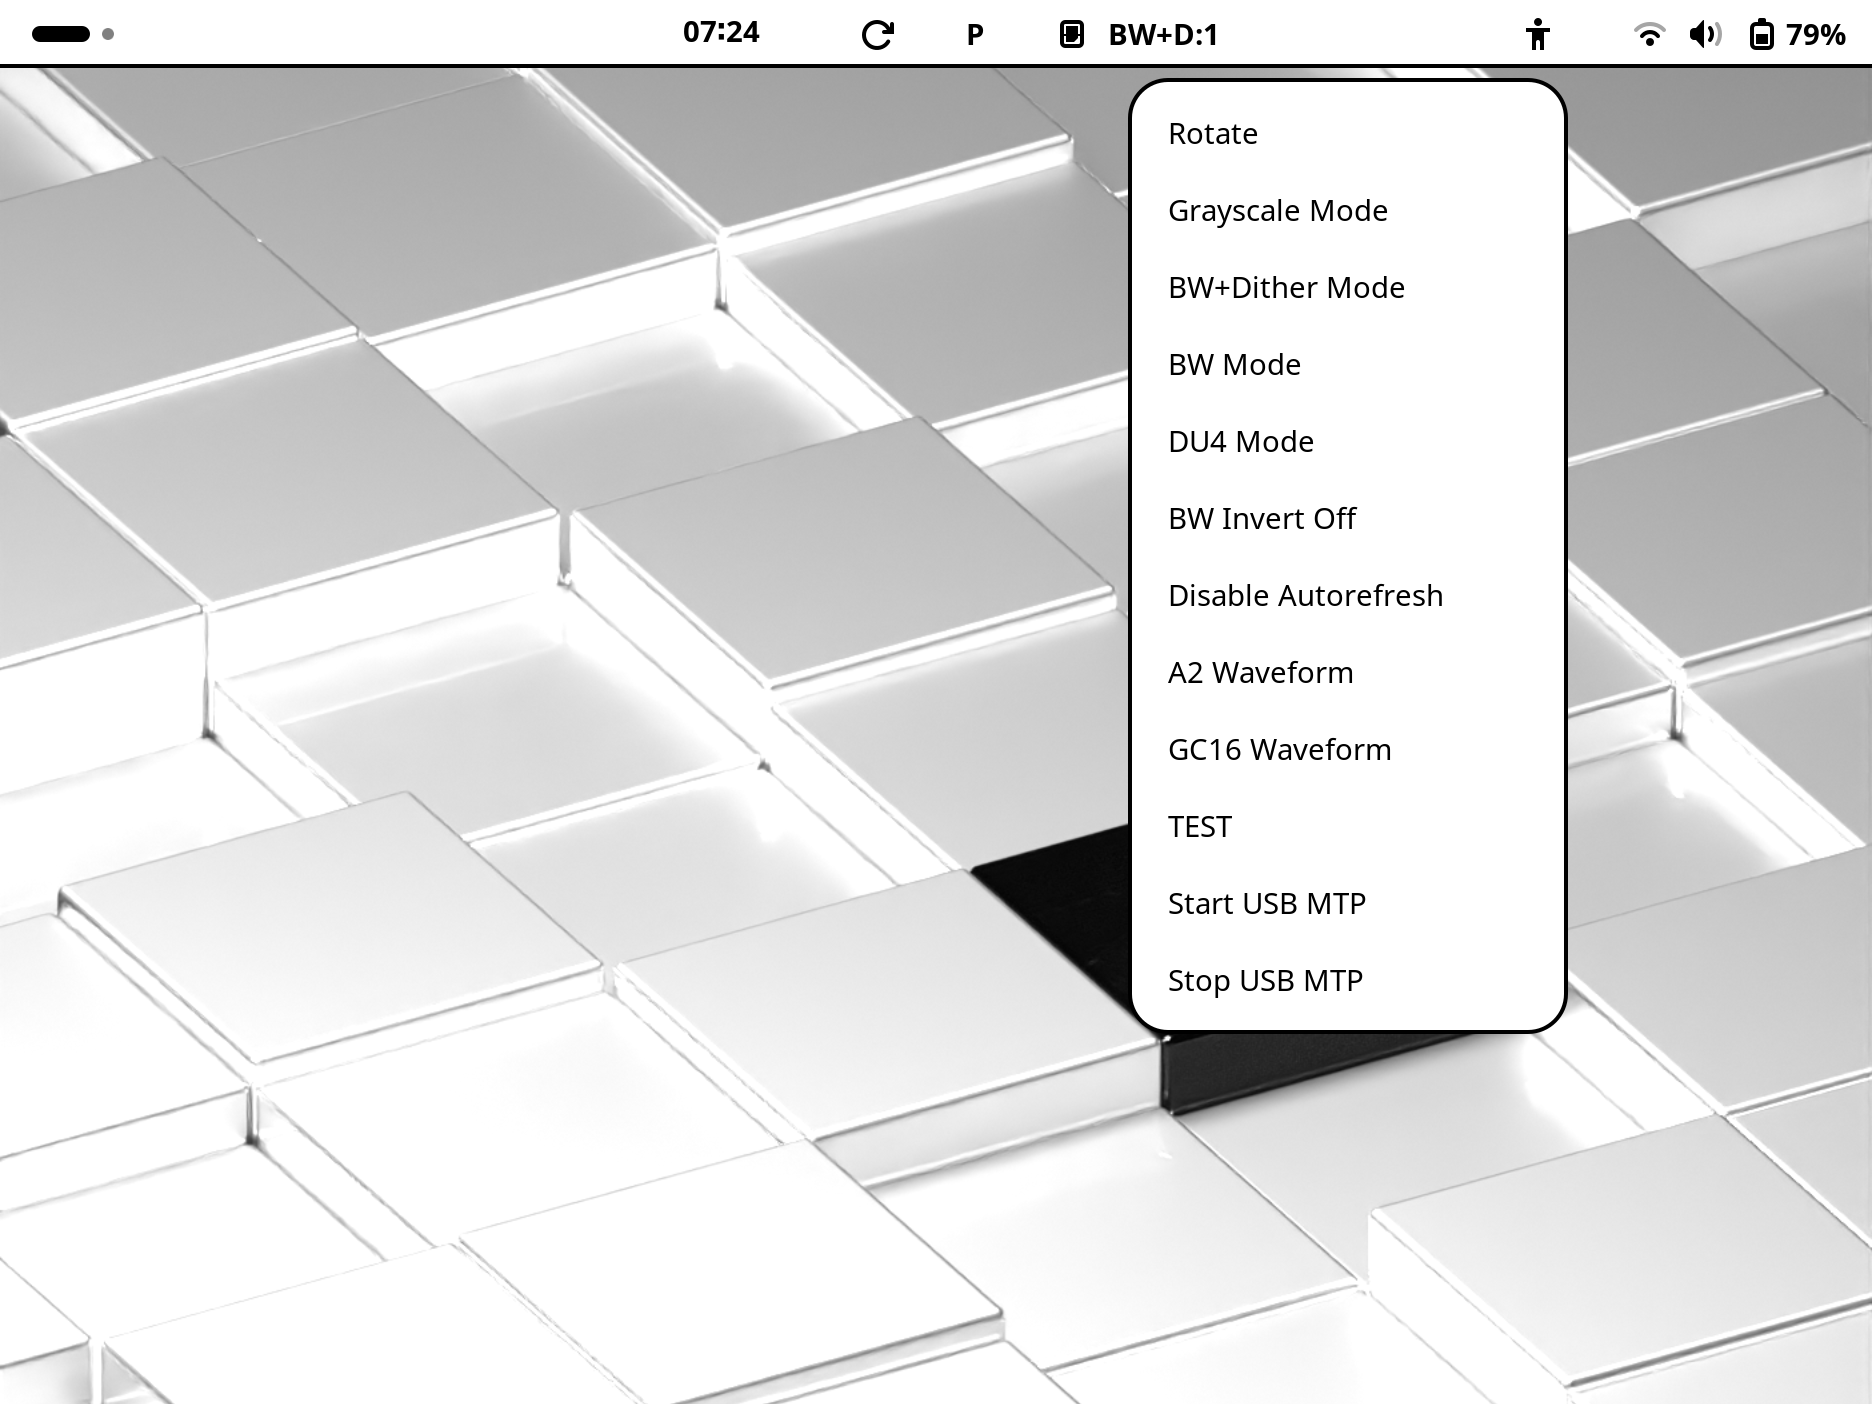 07:24 P BW+D:1 79%
Rotate
Grayscale Mode
BW+Dither Mode
BW Mode
DU4 Mode
BW Invert Off
Disable Autorefresh
A2 Waveform
GC16 Waveform
TEST
Start USB MTP
Stop USB MTP